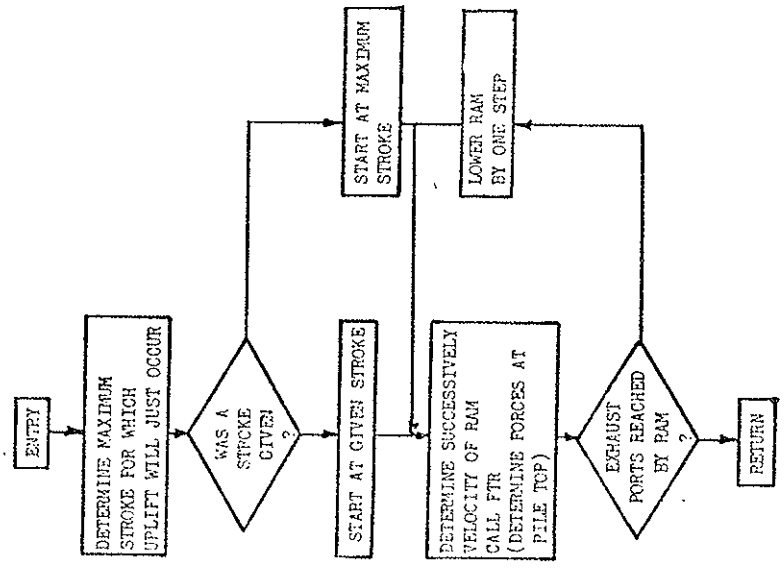 ENTRY
DETERMINE MAXIMUM
STROKE FOR WHICH
UPLIFT WILL JUST OCCUR
WAS A
STROKE
GIVEN
?
START AT GIVEN STROKE
START AT MAXIMUM
STROKE
DETERMINE SUCCESSIVELY
VELOCITY OF RAM
CALL FTR
(DETERMINE FORCES AT
PILE TOP)
LOWER RAM
BY ONE STEP
EXHAUST
PORTS REACHED
BY RAM
?
RETURN